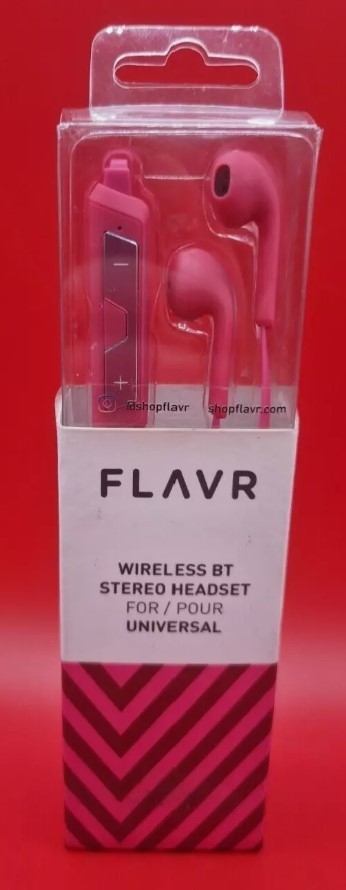 −
+
@shopflavr shopflavr.com
FLAVR
WIRELESS BT
STEREO HEADSET
FOR / POUR
UNIVERSAL